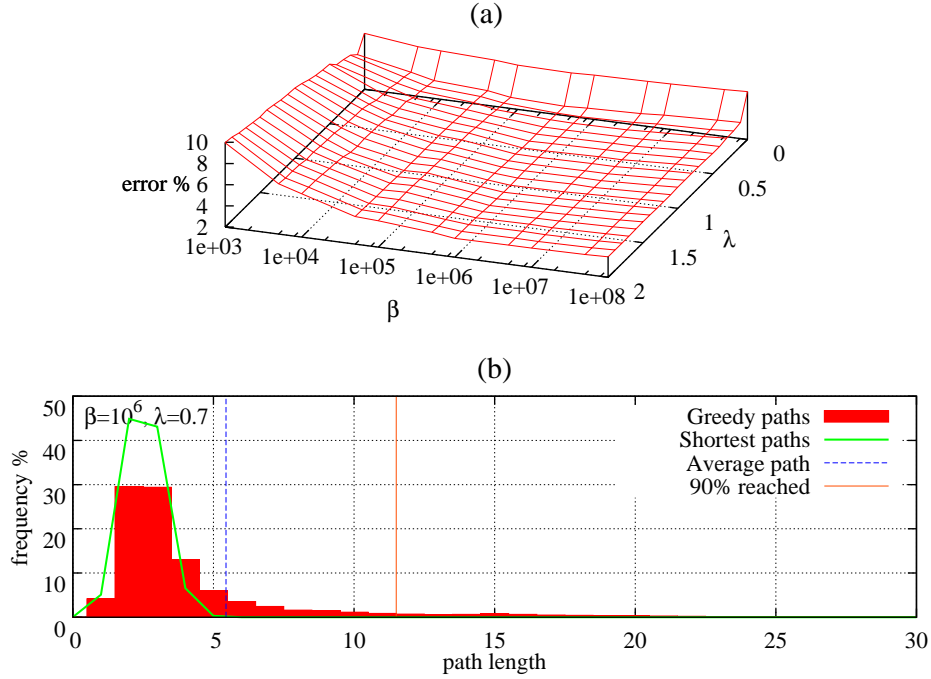 (a)
10
8
error % 6
4
2
1e+03
1e+04
1e+05
1e+06
1e+07
1e+08
β
0
0.5
1
1.5
2
λ
(b)
50
40
30
20
10
0
frequency %
β=10⁶, λ=0.7
Greedy paths
Shortest paths
Average path
90% reached
0 5 10 15 20 25 30
path length